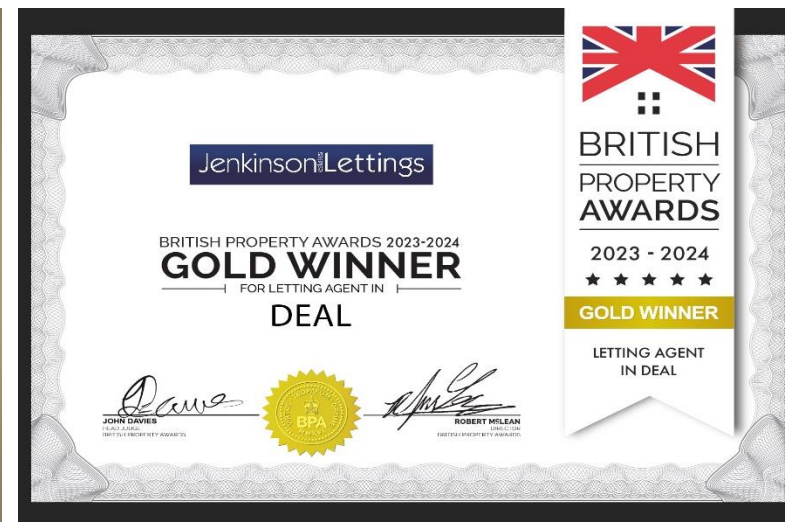 Jenkinson Lettings
BRITISH PROPERTY AWARDS 2023-2024
GOLD WINNER
FOR LETTING AGENT IN
DEAL
JOHN DAVIES
HEAD JUDGE
BRITISH PROPERTY AWARDS
BPA
ROBERT McLEAN
DIRECTOR
BRITISH PROPERTY AWARDS
BRITISH
PROPERTY
AWARDS
2023 - 2024
GOLD WINNER
LETTING AGENT
IN DEAL